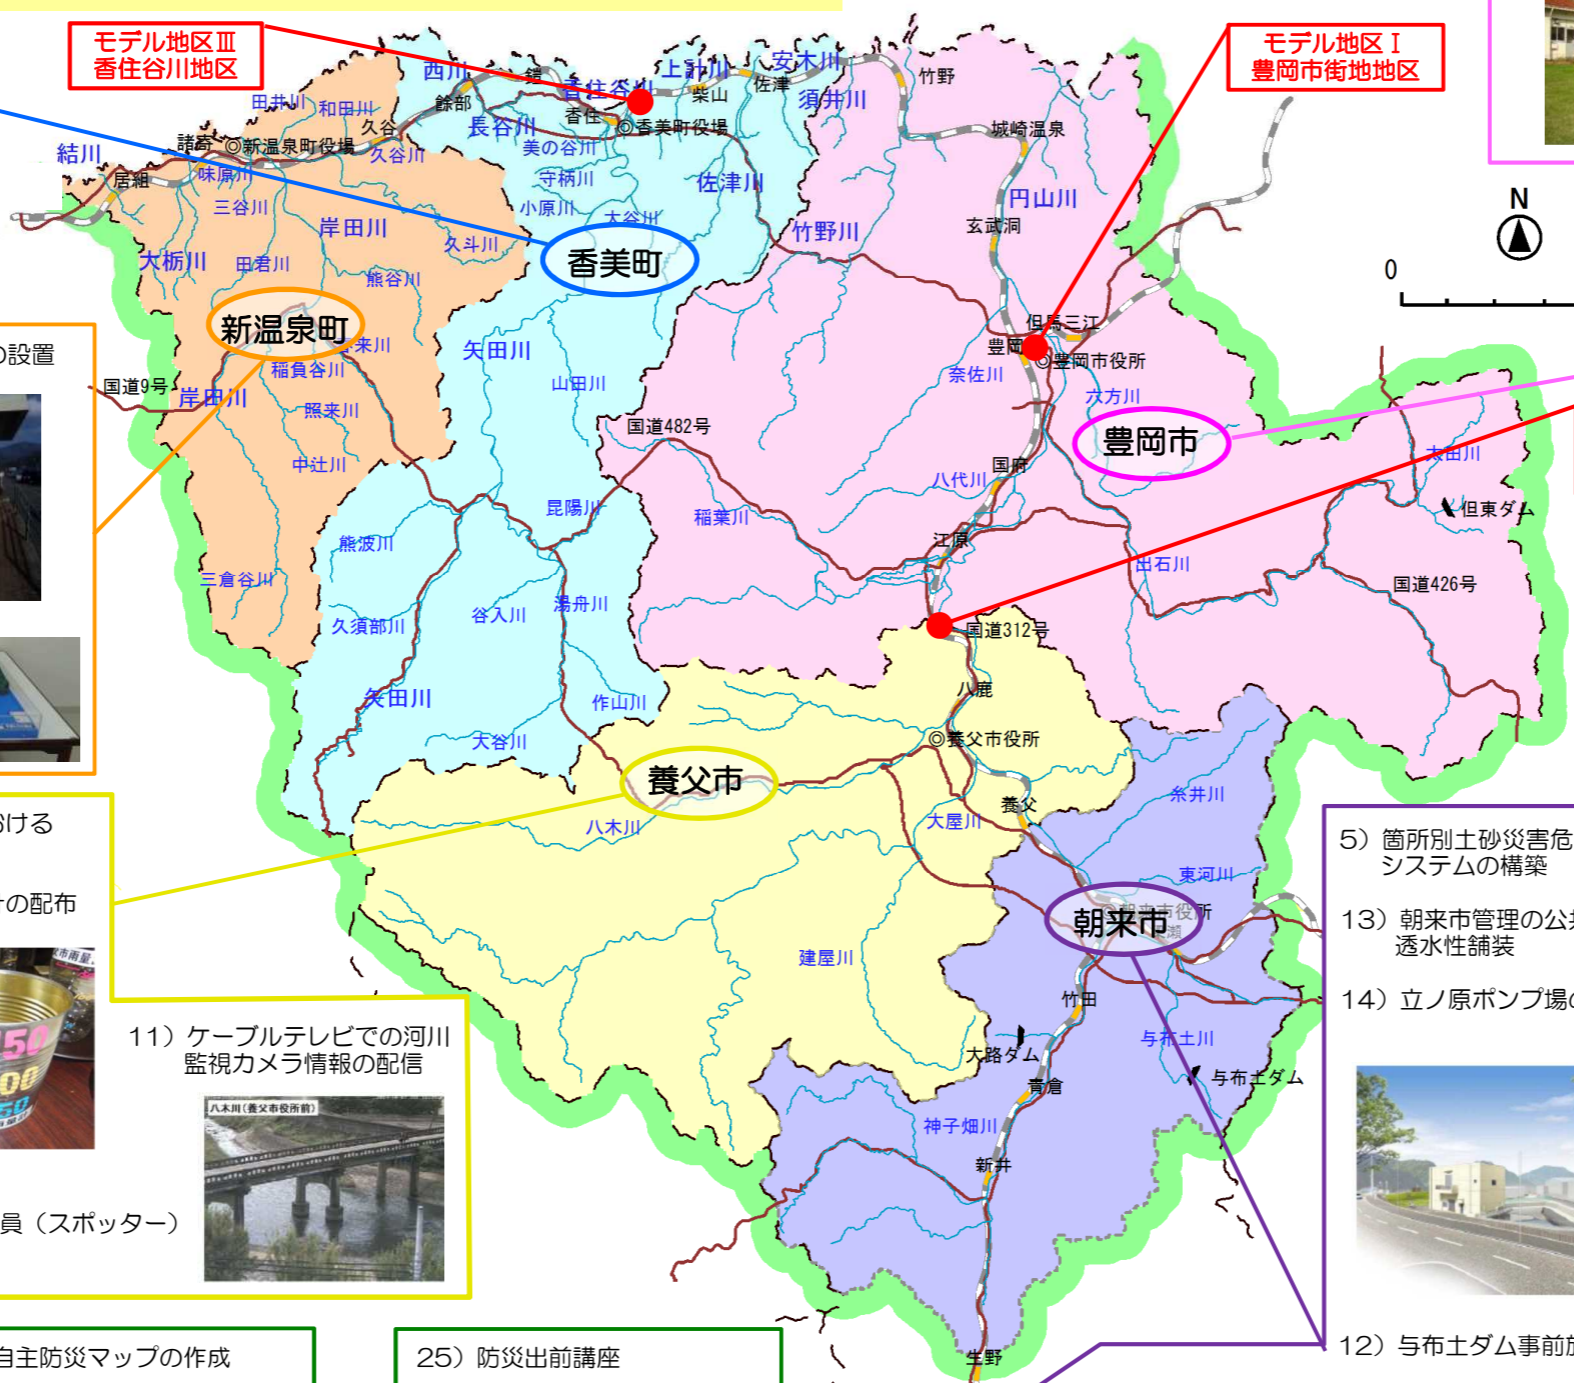 モデル地区Ⅲ
香住谷川地区
モデル地区Ⅰ
豊岡市街地地区
N
0
西川
鎧
香住谷川
上計川
安木川
竹野
餘部
香住
柴山
佐津
須井川
田井川
和田川
久谷
長谷川
◎香美町役場
城崎温泉
諸寄
◎新温泉町役場
久谷川
美の谷川
結川
居組
味原川
守柄川
佐津川
円山川
三谷川
小原川
大谷川
岸田川
久斗川
竹野川
玄武洞
大栃川
田君川
熊谷川
香美町
新温泉町
但馬三江
豊岡
◎豊岡市役所
矢田川
稲負谷川
奈佐川
国道9号
岸田川
照来川
山田川
六方川
国道482号
豊岡市
中辻川
国府
太田川
八代川
昆陽川
稲葉川
但東ダム
熊波川
江原
出石川
三倉谷川
国道426号
久須部川
谷入川
湯舟川
国道312号
矢田川
作山川
八鹿
大谷川
◎養父市役所
養父市
糸井川
八木川
大屋川
養父
東河川
朝来市
建屋川
竹田
大路ダム
与布土川
青倉
与布土ダム
神子畑川
新井
生野
の設置
おける
の配布
11）ケーブルテレビでの河川
監視カメラ情報の配信
八木川(養父市役所前)
員（スポッター）
自主防災マップの作成
25）防災出前講座
5）箇所別土砂災害危
システムの構築
13）朝来市管理の公共
透水性舗装
14）立ノ原ポンプ場の
12）与布土ダム事前放